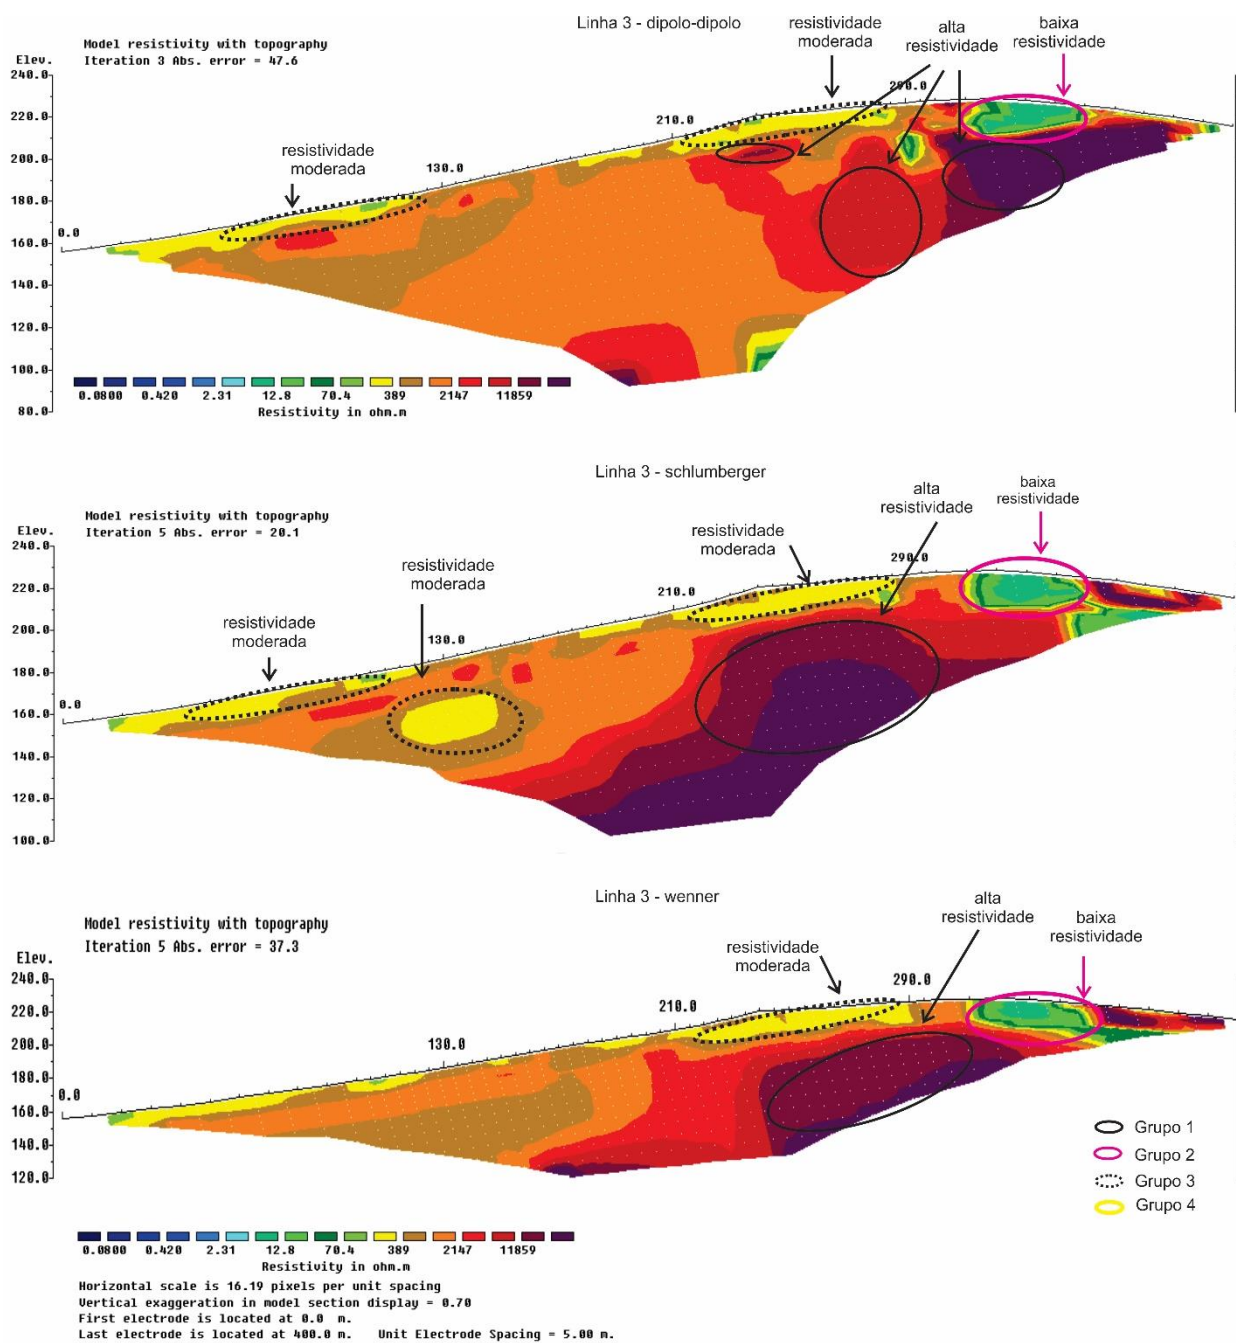 Linha 3 - dipolo-dipolo
resistividade
moderada
alta
resistividade
baixa
resistividade
Model resistivity with topography
Iteration 3 Abs. error = 47.6
Elev.
240.0
220.0
200.0
180.0
160.0
140.0
120.0
100.0
80.0
290.0
210.0
130.0
0.0
resistividade
moderada
0.0800 0.420 2.31 12.8 70.4 389 2147 11859
Resistivity in ohm.m
Linha 3 - schlumberger
alta
resistividade
baixa
resistividade
Model resistivity with topography
Iteration 5 Abs. error = 20.1
Elev.
240.0
220.0
200.0
180.0
160.0
140.0
120.0
100.0
resistividade
moderada
290.0
resistividade
moderada
210.0
resistividade
moderada
130.0
0.0
Linha 3 - wenner
alta
resistividade
baixa
resistividade
Model resistivity with topography
Iteration 5 Abs. error = 37.3
resistividade
moderada
Elev.
240.0
220.0
200.0
180.0
160.0
140.0
120.0
290.0
210.0
130.0
0.0
Grupo 1
Grupo 2
Grupo 3
Grupo 4
0.0800 0.420 2.31 12.8 70.4 389 2147 11859
Resistivity in ohm.m
Horizontal scale is 16.19 pixels per unit spacing
Vertical exaggeration in model section display = 0.70
First electrode is located at 0.0 m.
Last electrode is located at 400.0 m. Unit Electrode Spacing = 5.00 m.